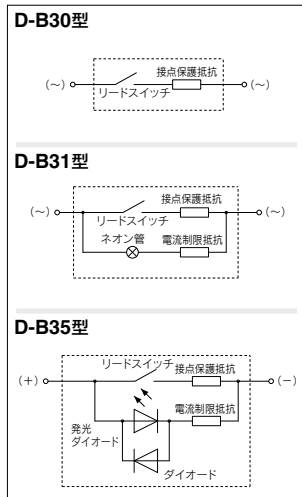 D-B30型
接点保護抵抗
(～) (～)
リードスイッチ
D-B31型
接点保護抵抗
(～) (～)
リードスイッチ
ネオン管 電流制限抵抗
D-B35型
リードスイッチ 接点保護抵抗
(+) (−)
電流制限抵抗
発光
ダイオード
ダイオード